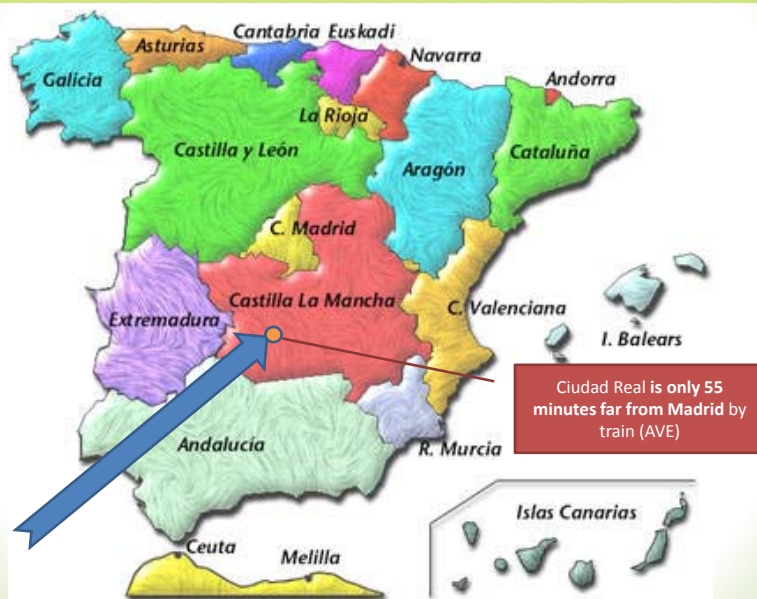 Cantabria Euskadi
Asturias
Navarra
Galicia
Andorra
La Rioja
Castilla y León
Cataluña
Aragón
C. Madrid
Castilla La Mancha
C. Valenciana
Extremadura
I. Balears
Ciudad Real is only 55
minutes far from Madrid by
train (AVE)
Andalucía
R. Murcia
Islas Canarias
Ceuta
Melilla